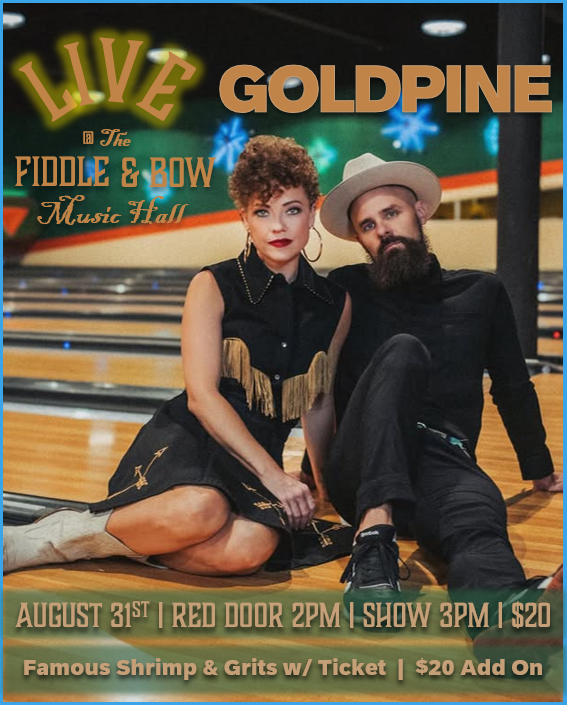 LIVE
GOLDPINE
@ The
FIDDLE & BOW
Music Hall
AUGUST 31ST | RED DOOR 2PM | SHOW 3PM | $20
Famous Shrimp & Grits w/ Ticket | $20 Add On
Reebok